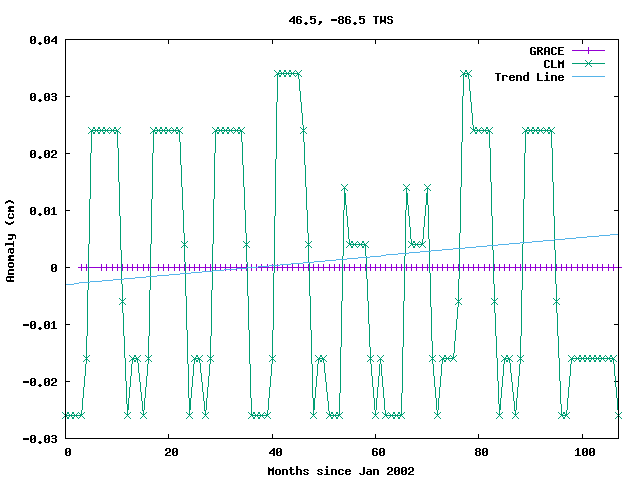 46.5, -86.5 TWS
GRACE
CLM
Trend Line
Anomaly (cm)
0.04
0.03
0.02
0.01
0
-0.01
-0.02
-0.03
0 20 40 60 80 100
Months since Jan 2002